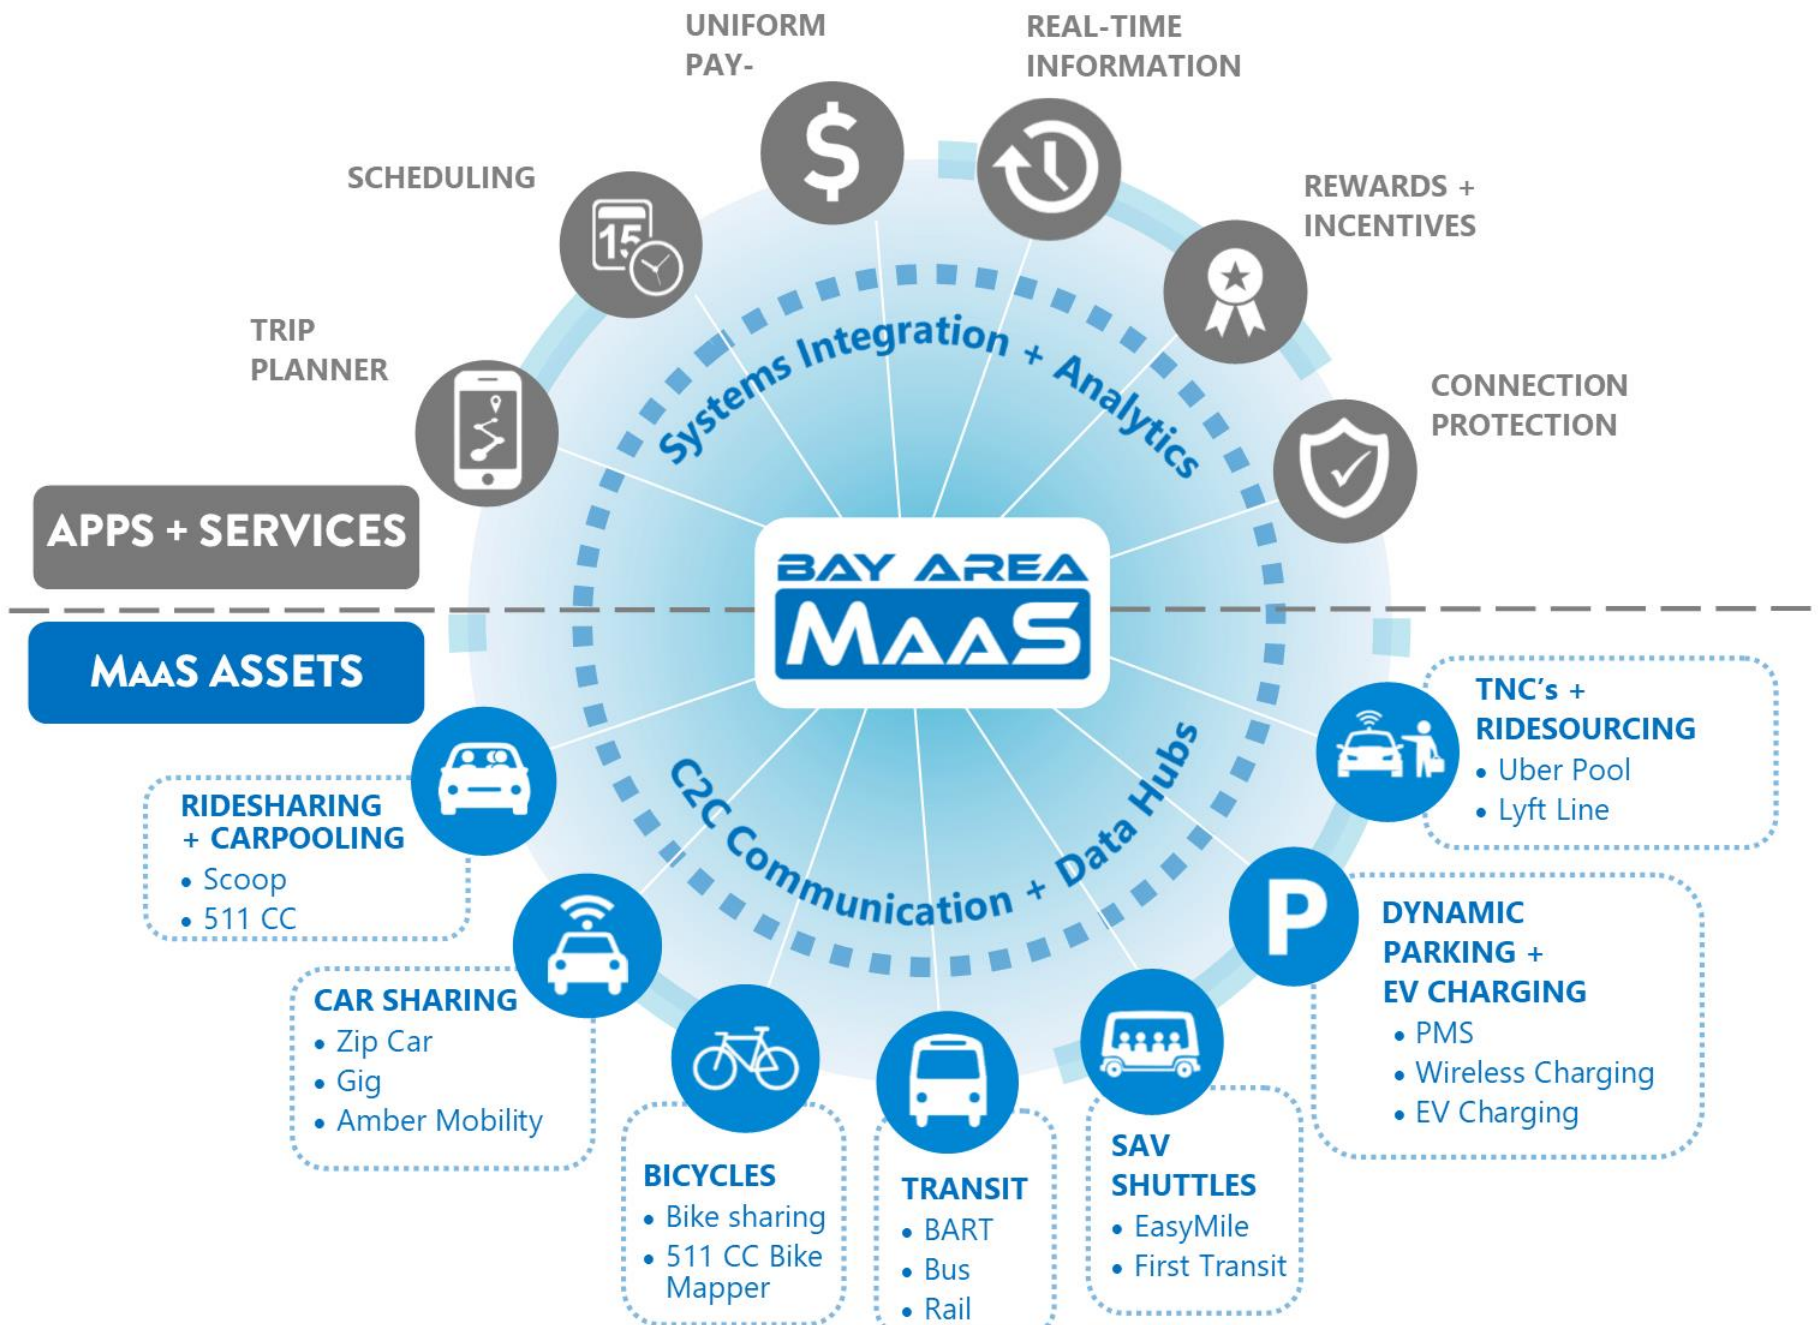 UNIFORM
PAY-
REAL-TIME
INFORMATION
SCHEDULING
15
$
REWARDS +
INCENTIVES
TRIP
PLANNER
CONNECTION
PROTECTION
Systems Integration + Analytics
APPS + SERVICES
BAY AREA
MAAS
MAAS ASSETS
C2C Communication + Data Hubs
TNC's +
RIDESOURCING
• Uber Pool
• Lyft Line
RIDESHARING
+ CARPOOLING
• Scoop
• 511 CC
P
DYNAMIC
PARKING +
EV CHARGING
• PMS
• Wireless Charging
• EV Charging
CAR SHARING
• Zip Car
• Gig
• Amber Mobility
BICYCLES
• Bike sharing
• 511 CC Bike
Mapper
TRANSIT
• BART
• Bus
• Rail
SAV
SHUTTLES
• EasyMile
• First Transit